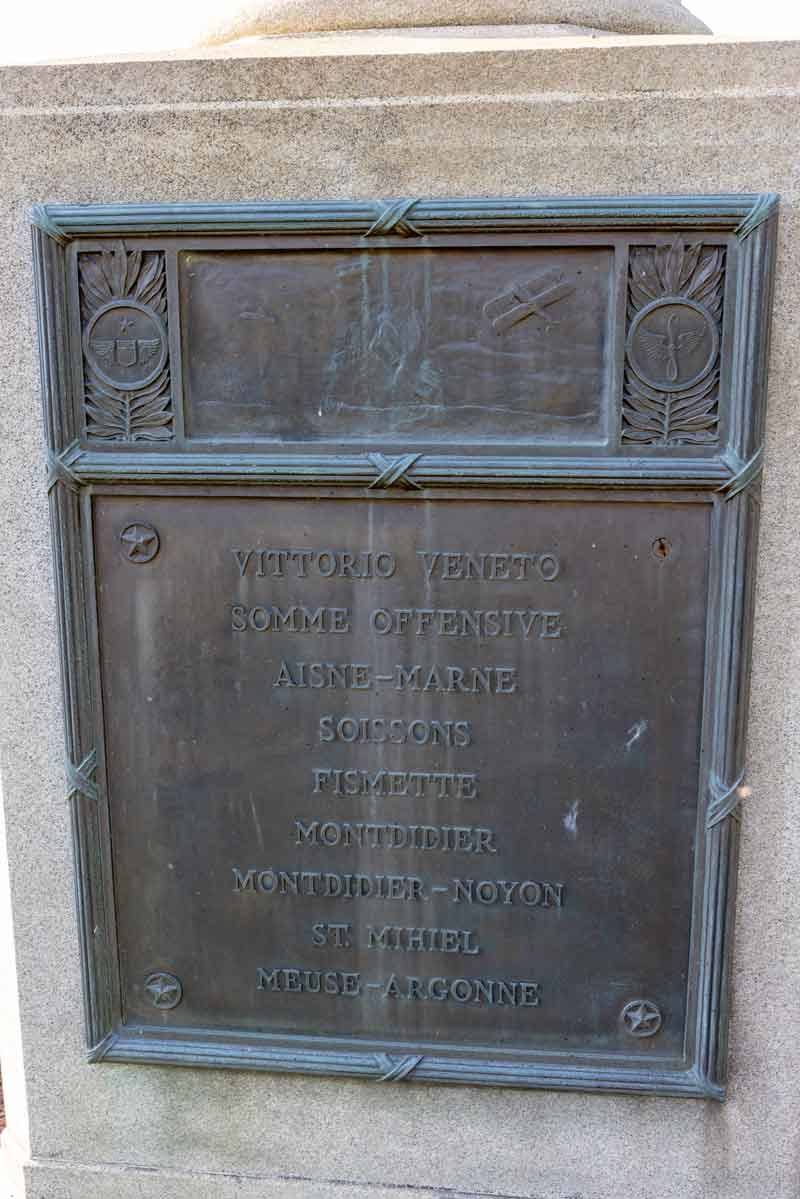 VITTORIO VENETO
SOMME OFFENSIVE
AISNE-MARNE
SOISSONS
FISMETTE
MONTDIDIER
MONTDIDIER-NOYON
ST. MIHIEL
MEUSE-ARGONNE